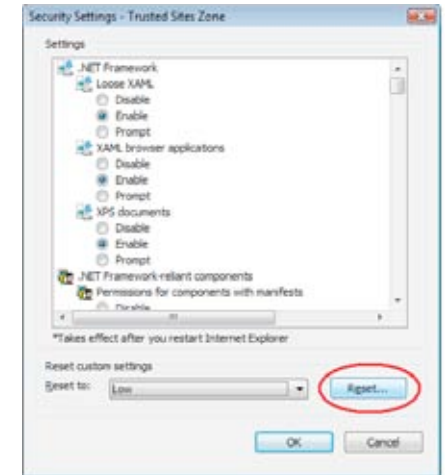 Security Settings - Trusted Sites Zone
Settings
.NET Framework
Loose XAML
Disable
Enable
Prompt
XAML browser applications
Disable
Enable
Prompt
XPS documents
Disable
Enable
Prompt
.NET Framework-reliant components
Permissions for components with manifests
Disable
*Takes effect after you restart Internet Explorer
Reset custom settings
Reset to: Low Reset...
OK Cancel